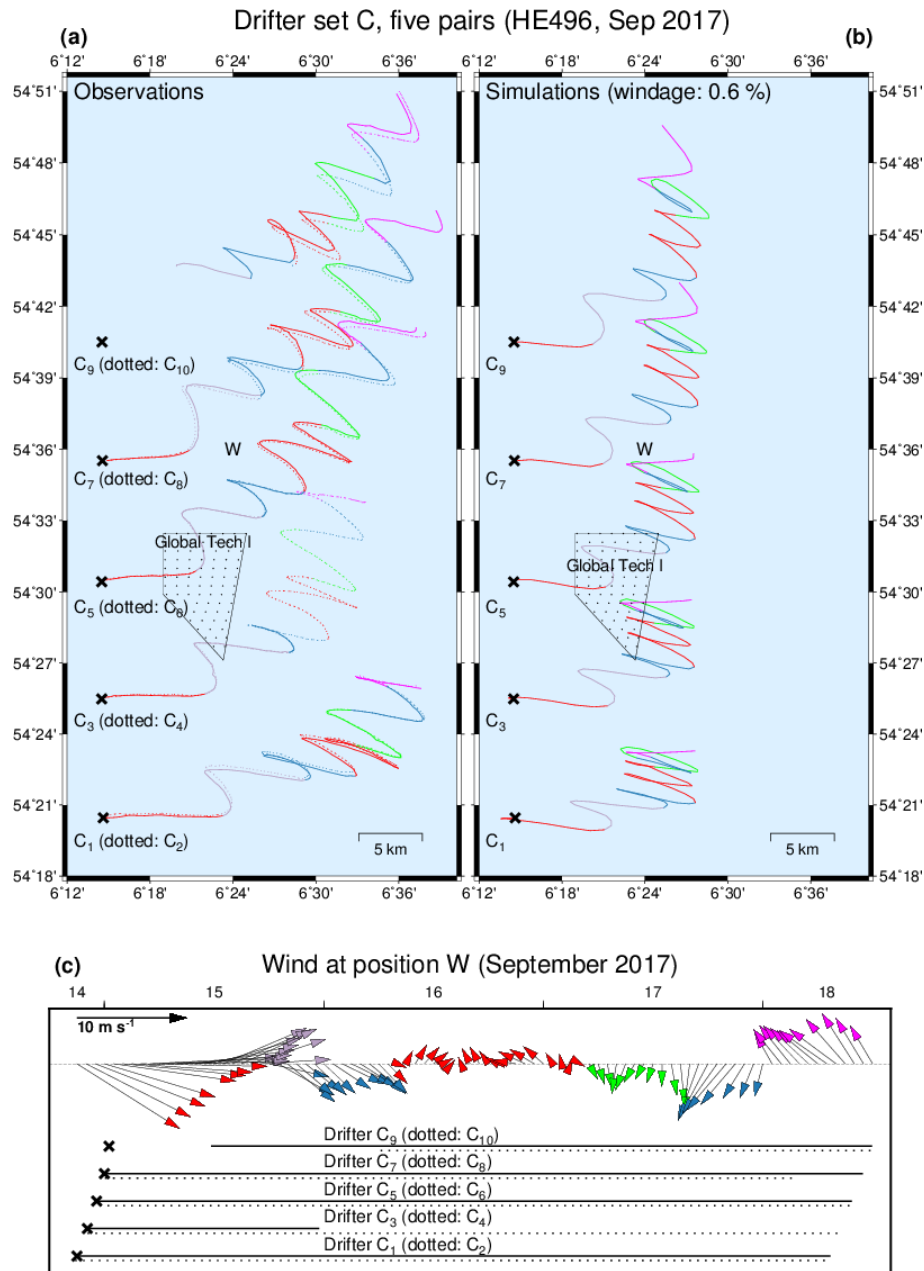 Drifter set C, five pairs (HE496, Sep 2017)
(a)
(b)
6°12' 6°18' 6°24' 6°30' 6°36'
6°12' 6°18' 6°24' 6°30' 6°36'
Observations
Simulations (windage: 0.6 %)
54°51'
54°48'
54°45'
54°42'
54°39'
54°36'
54°33'
54°30'
54°27'
54°24'
54°21'
54°18'
C9 (dotted: C10)
W
C7 (dotted: C8)
Global Tech I
C5 (dotted: C6)
C3 (dotted: C4)
C1 (dotted: C2)
5 km
6°12' 6°18' 6°24' 6°30' 6°36'
C9
W
C7
Global Tech I
C5
C3
C1
5 km
54°51'
54°48'
54°45'
54°42'
54°39'
54°36'
54°33'
54°30'
54°27'
54°24'
54°21'
54°18'
6°12' 6°18' 6°24' 6°30' 6°36'
(c)
Wind at position W (September 2017)
14 15 16 17 18
10 m s-1
Drifter C9 (dotted: C10)
Drifter C7 (dotted: C8)
Drifter C5 (dotted: C6)
Drifter C3 (dotted: C4)
Drifter C1 (dotted: C2)